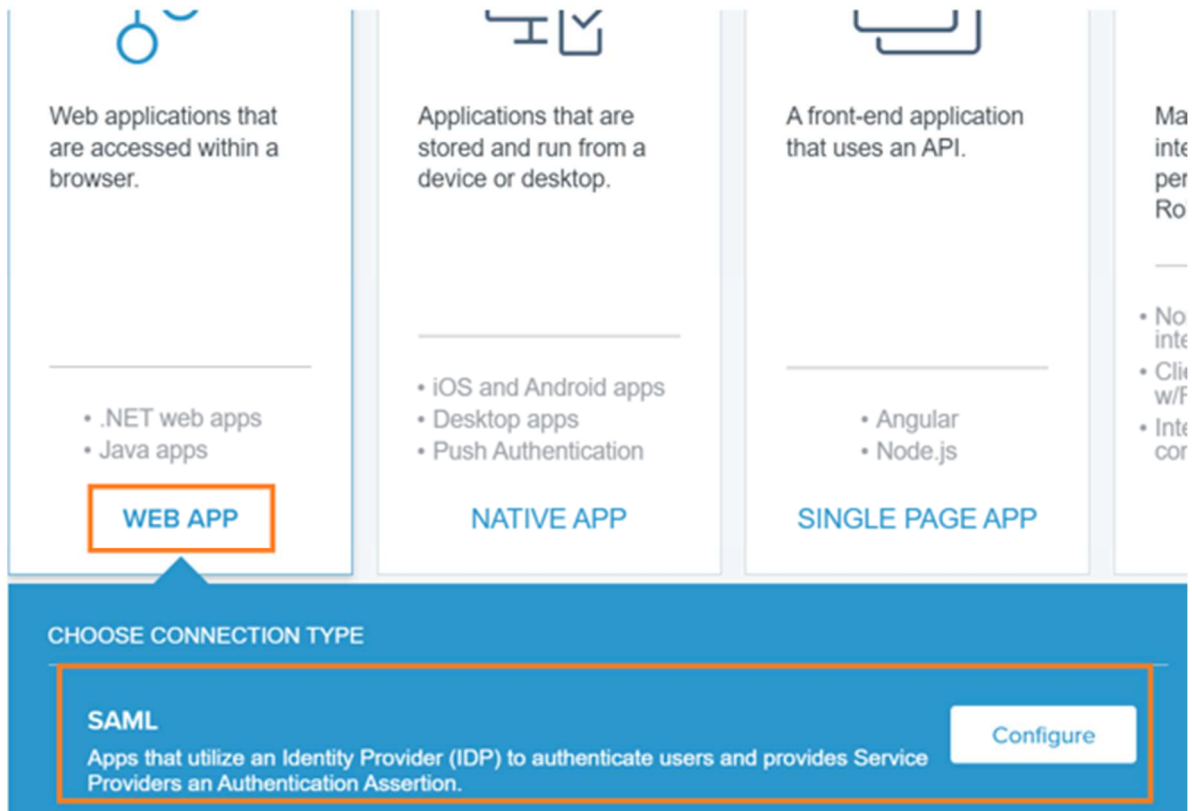 Web applications that
are accessed within a
browser.
• .NET web apps
• Java apps
WEB APP
Applications that are
stored and run from a
device or desktop.
• iOS and Android apps
• Desktop apps
• Push Authentication
NATIVE APP
A front-end application
that uses an API.
• Angular
• Node.js
SINGLE PAGE APP
CHOOSE CONNECTION TYPE
SAML
Apps that utilize an Identity Provider (IDP) to authenticate users and provides Service
Providers an Authentication Assertion.
Configure